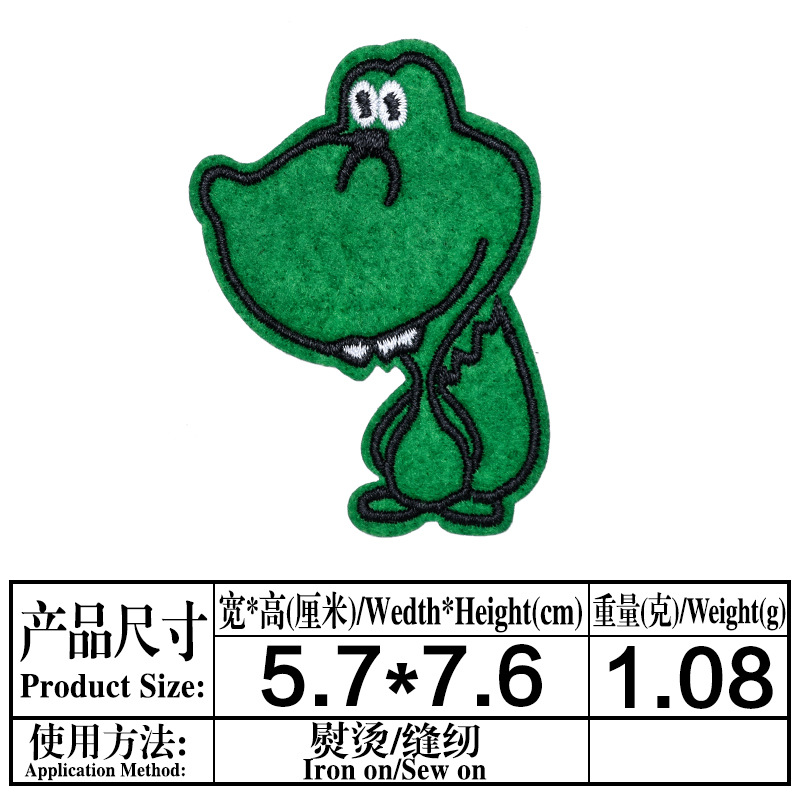 产品尺寸
Product Size:
宽*高(厘米)/Wedth*Height(cm)
重量(克)/Weight(g)
5.7*7.6
1.08
使用方法:
Application Method:
熨烫/缝纫
Iron on/Sew on